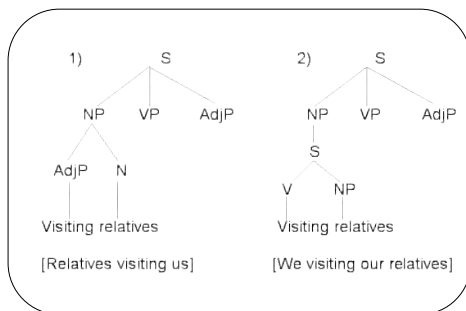 1) S 2) S
NP VP AdjP NP VP AdjP
S
AdjP N V NP
Visiting relatives Visiting relatives
[Relatives visiting us] [We visiting our relatives]